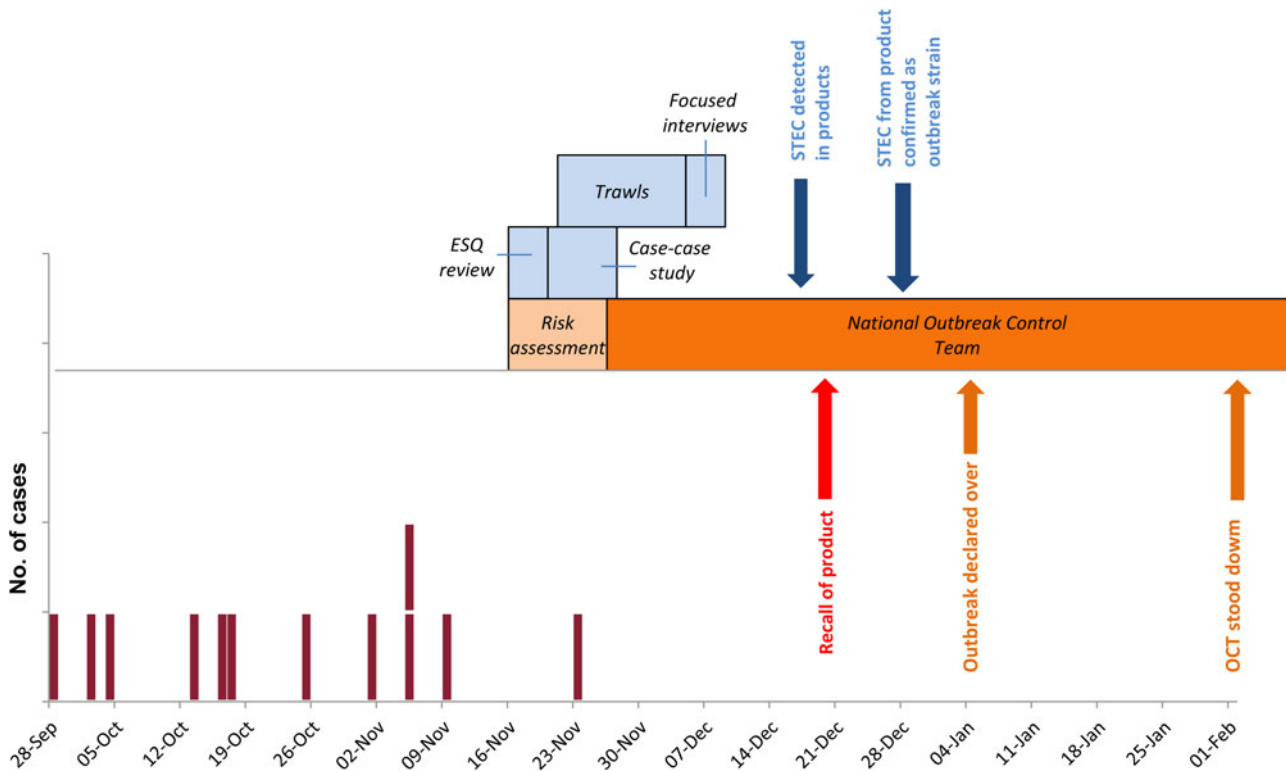 Focused
interviews
STEC detected
in products
STEC from product
confirmed as
outbreak strain
Trawls
ESQ
review
Case-case
study
Risk
assessment
National Outbreak Control
Team
No. of cases
Recall of product
Outbreak declared over
OCT stood dowm
28-Sep
05-Oct
12-Oct
19-Oct
26-Oct
02-Nov
09-Nov
16-Nov
23-Nov
30-Nov
07-Dec
14-Dec
21-Dec
28-Dec
04-Jan
11-Jan
18-Jan
25-Jan
01-Feb